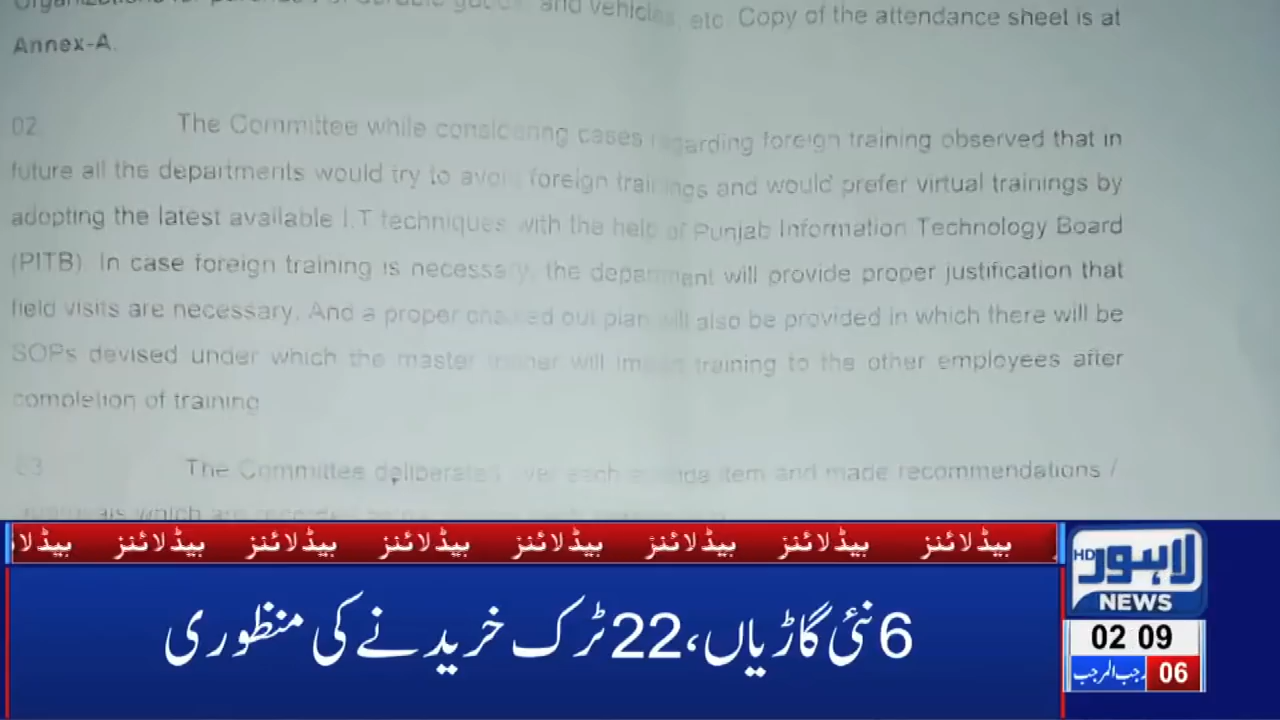 Organizations for purchase of durable goods, and vehicles, etc. Copy of the attendance sheet is at
Annex-A.
02 The Committee while considering cases regarding foreign training observed that in
future all the departments would try to avoid foreign trainings and would prefer virtual trainings by
adopting the latest available I.T techniques with the help of Punjab Information Technology Board
(PITB). In case foreign training is necessary, the department will provide proper justification that
field visits are necessary. And a proper chalked out plan will also be provided in which there will be
SOPs devised under which the master trainer will impart training to the other employees after
completion of training
03 The Committee deliberated over each agenda item and made recommendations /
which are
ہیڈلائنز ہیڈلائنز ہیڈلائنز ہیڈلائنز ہیڈلائنز ہیڈلائنز ہیڈلائنز
6 نئی گاڑیاں، 22 ٹرک خریدنے کی منظوری
HD لاہور
NEWS
02 09
06 رجب المرجب